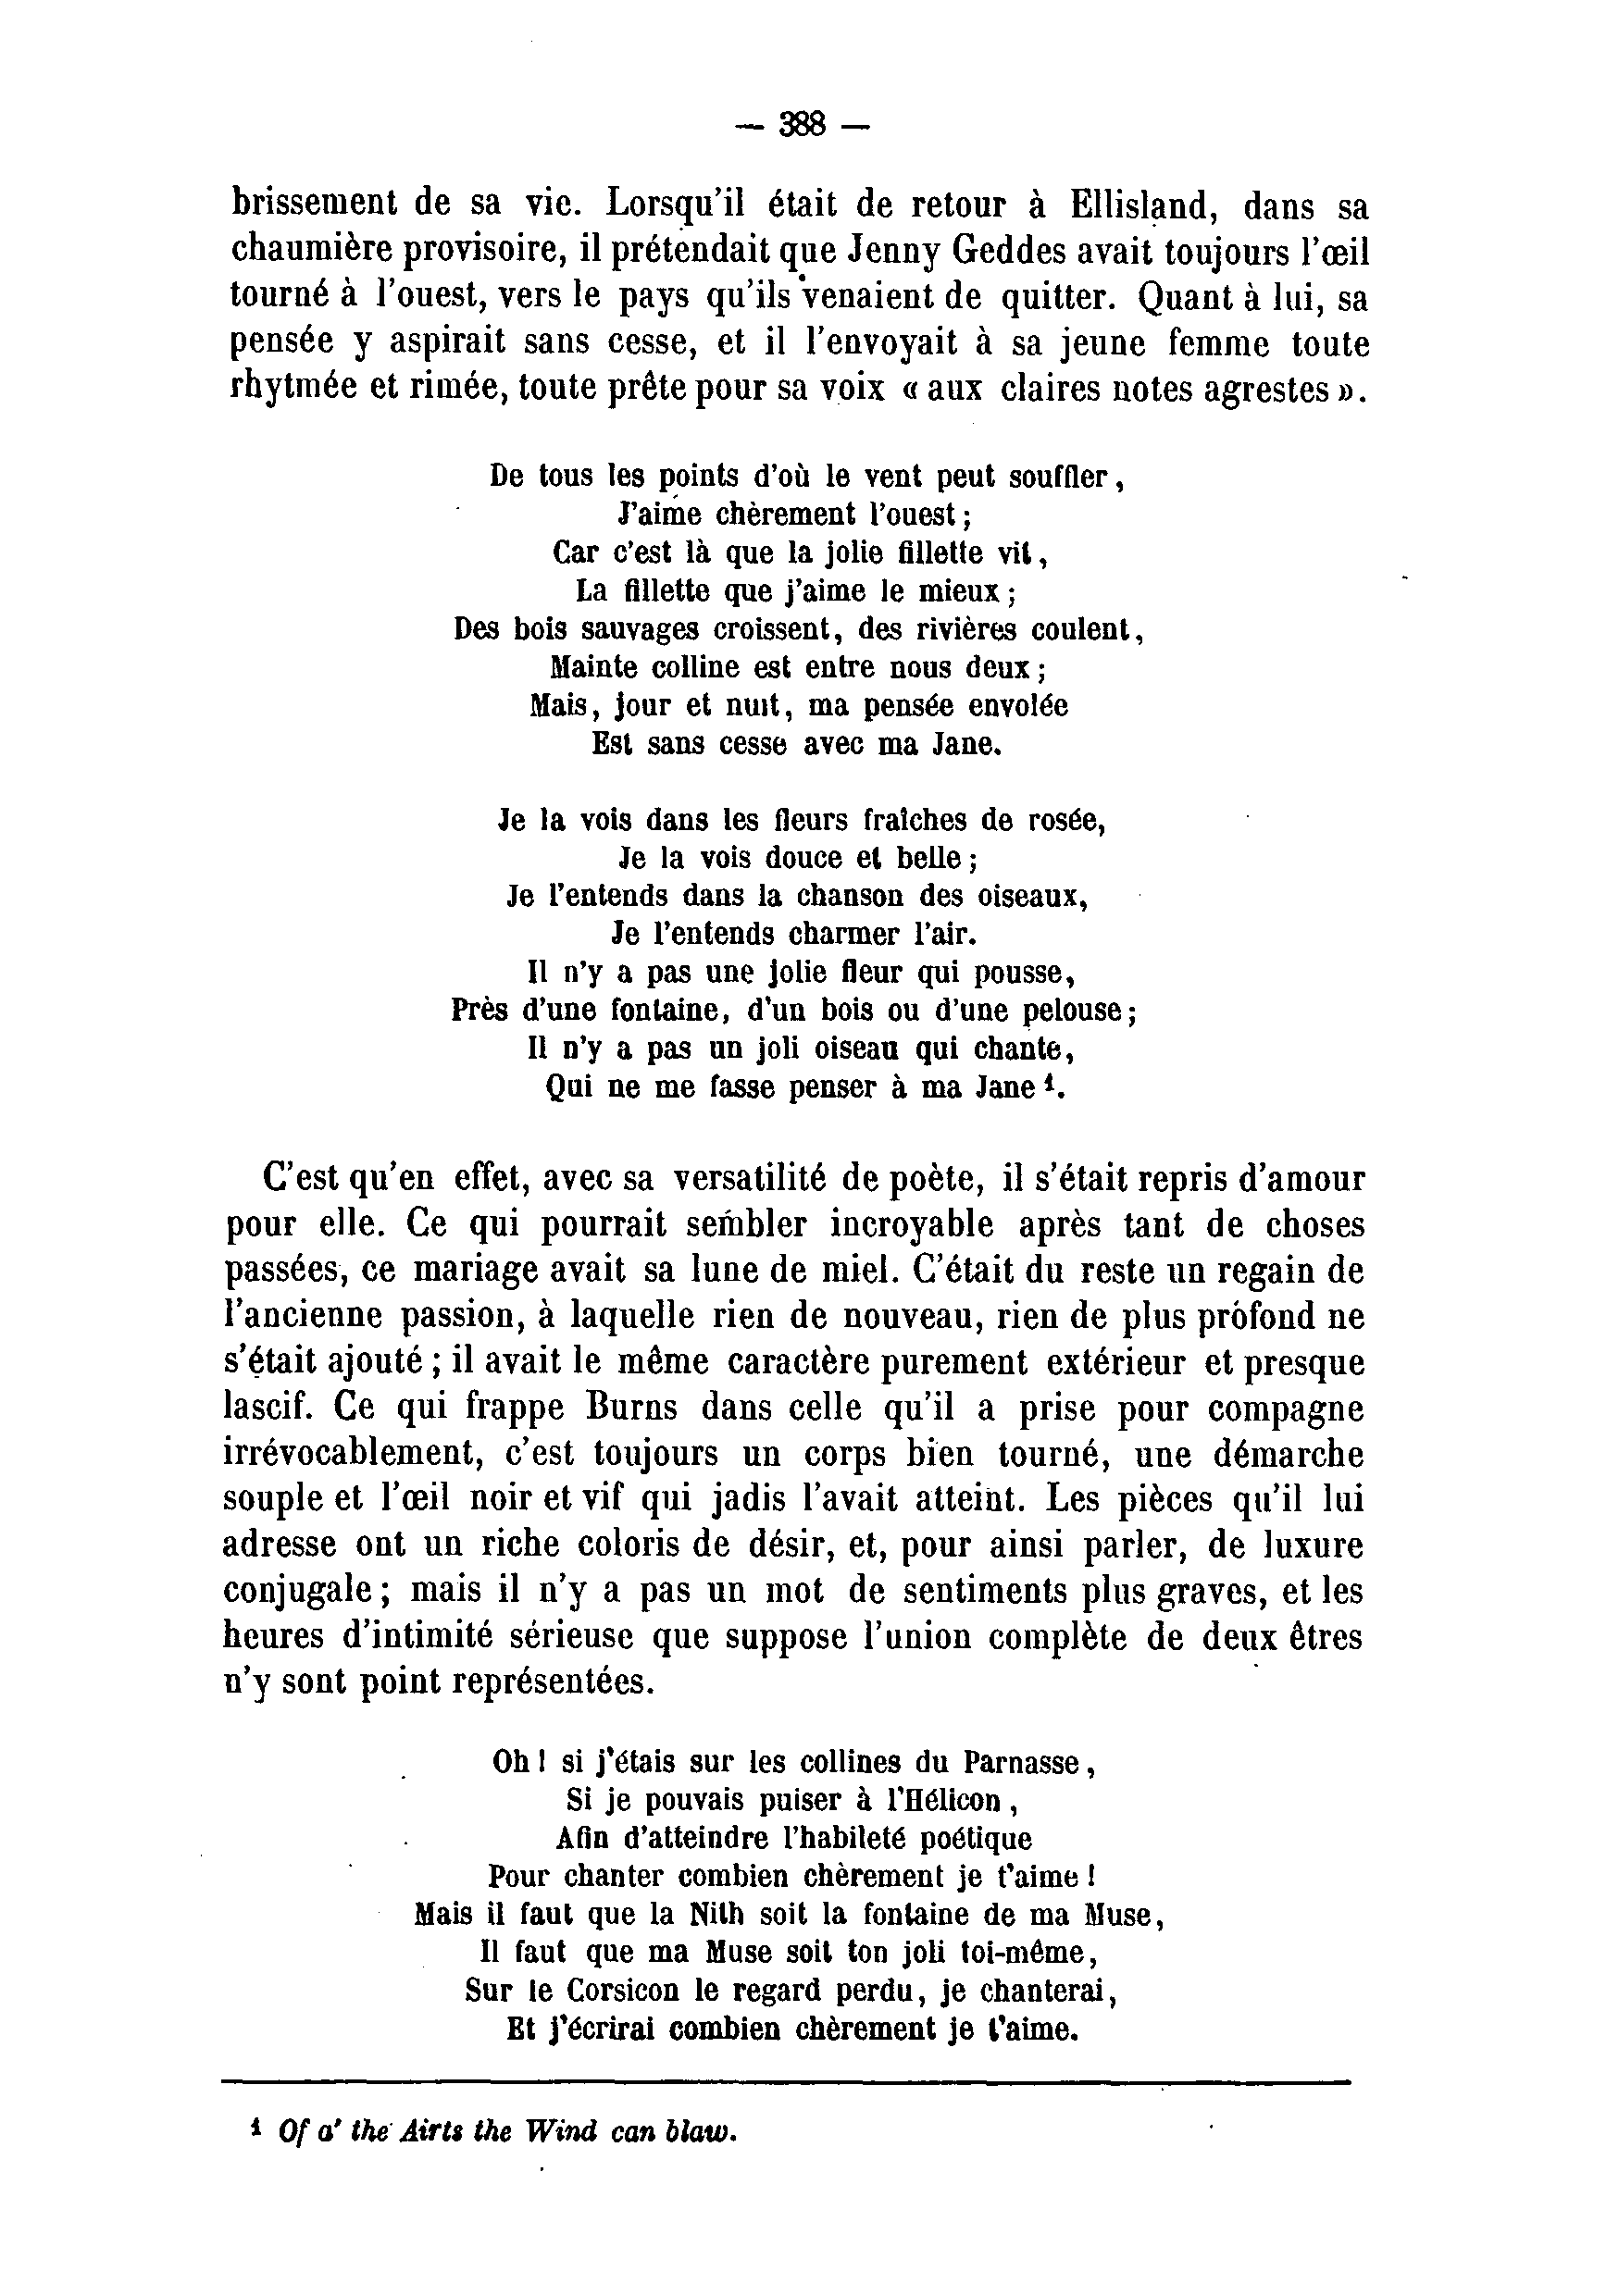 — 388 —
brissement de sa vie. Lorsqu'il était de retour à Ellisland, dans sa
chaumière provisoire, il prétendait que Jenny Geddes avait toujours l'œil
tourné à l'ouest, vers le pays qu'ils venaient de quitter. Quant à lui, sa
pensée y aspirait sans cesse, et il l'envoyait à sa jeune femme toute
rhytmée et rimée, toute prête pour sa voix « aux claires notes agrestes ».
De tous les points d'où le vent peut souffler,
J'aime chèrement l'ouest ;
Car c'est là que la jolie fillette vit,
La fillette que j'aime le mieux ;
Des bois sauvages croissent, des rivières coulent,
Mainte colline est entre nous deux ;
Mais, jour et nuit, ma pensée envolée
Est sans cesse avec ma Jane.
Je la vois dans les fleurs fraîches de rosée,
Je la vois douce et belle ;
Je l'entends dans la chanson des oiseaux,
Je l'entends charmer l'air.
Il n'y a pas une jolie fleur qui pousse,
Près d'une fontaine, d'un bois ou d'une pelouse ;
Il n'y a pas un joli oiseau qui chante,
Qui ne me fasse penser à ma Jane ¹.
C'est qu'en effet, avec sa versatilité de poète, il s'était repris d'amour
pour elle. Ce qui pourrait sembler incroyable après tant de choses
passées, ce mariage avait sa lune de miel. C'était du reste un regain de
l'ancienne passion, à laquelle rien de nouveau, rien de plus profond ne
s'était ajouté ; il avait le même caractère purement extérieur et presque
lascif. Ce qui frappe Burns dans celle qu'il a prise pour compagne
irrévocablement, c'est toujours un corps bien tourné, une démarche
souple et l'œil noir et vif qui jadis l'avait atteint. Les pièces qu'il lui
adresse ont un riche coloris de désir, et, pour ainsi parler, de luxure
conjugale ; mais il n'y a pas un mot de sentiments plus graves, et les
heures d'intimité sérieuse que suppose l'union complète de deux êtres
n'y sont point représentées.
Oh ! si j'étais sur les collines du Parnasse,
Si je pouvais puiser à l'Hélicon,
Afin d'atteindre l'habileté poétique
Pour chanter combien chèrement je t'aime !
Mais il faut que la Nith soit la fontaine de ma Muse,
Il faut que ma Muse soit ton joli toi-même,
Sur le Corsicon le regard perdu, je chanterai,
Et j'écrirai combien chèrement je t'aime.
¹ Of a' the Airts the Wind can blaw.